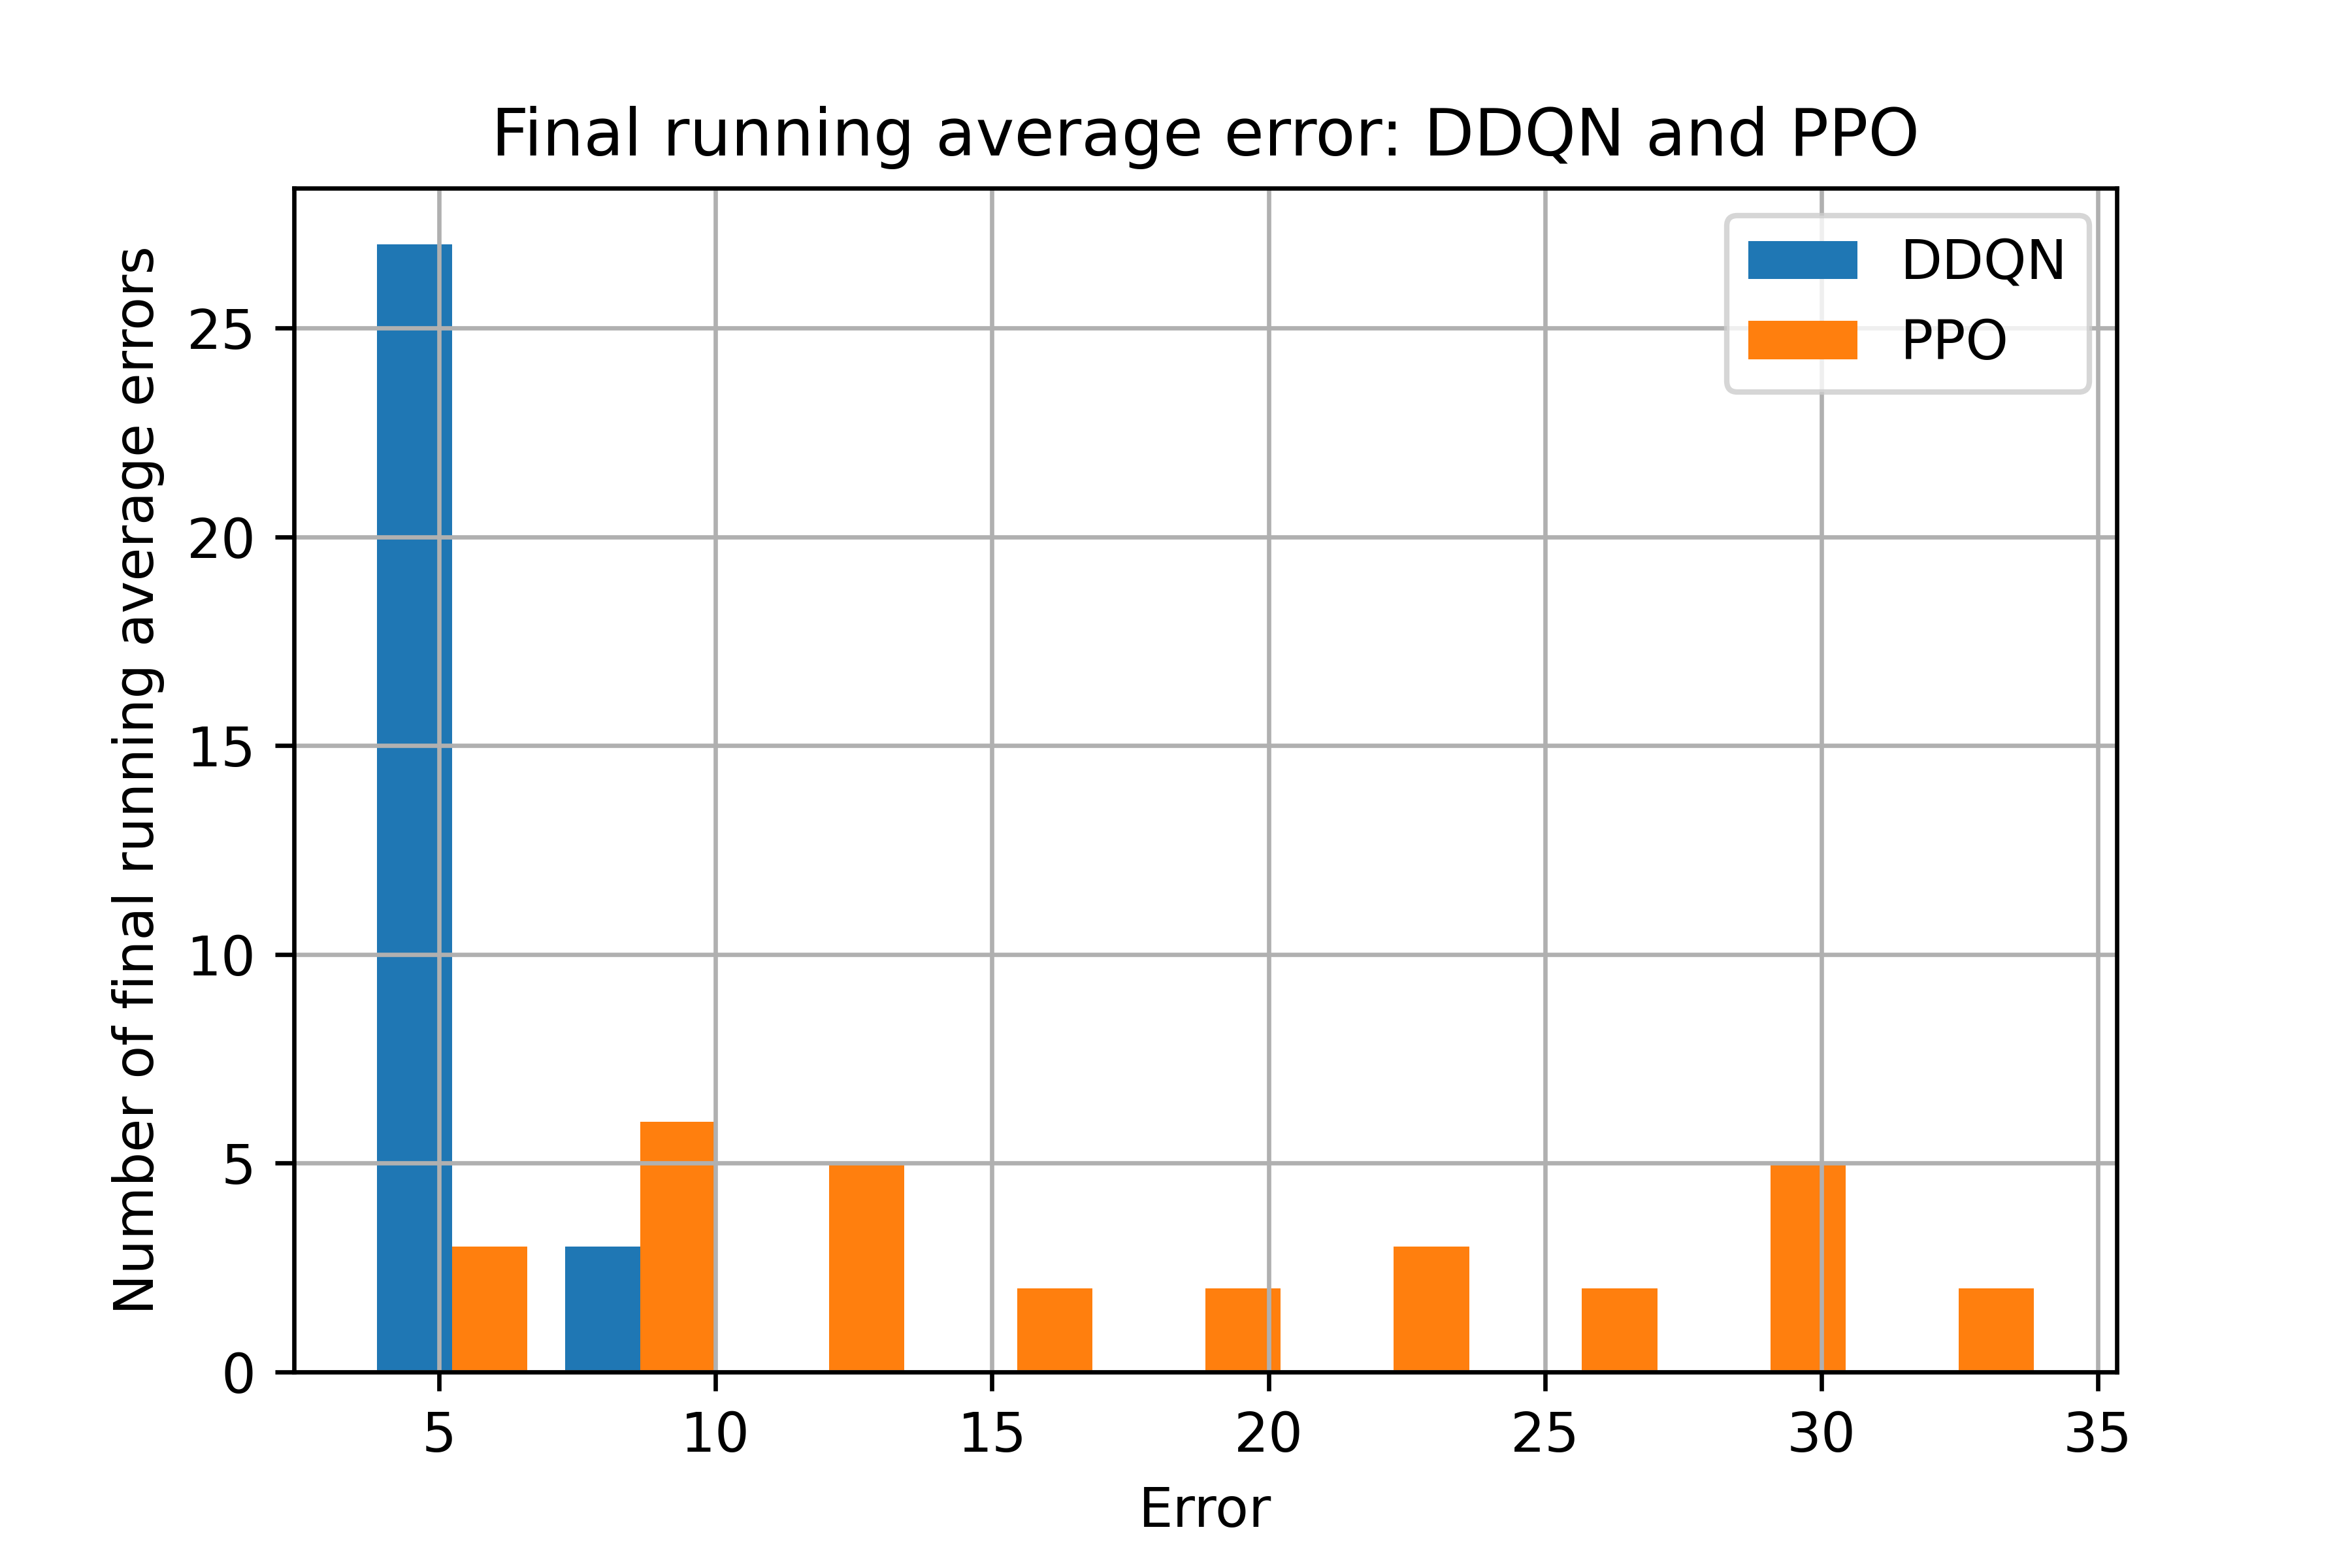 Final running average error: DDQN and PPO
DDQN
PPO
Number of final running average errors
25
20
15
10
5
0
5 10 15 20 25 30 35
Error